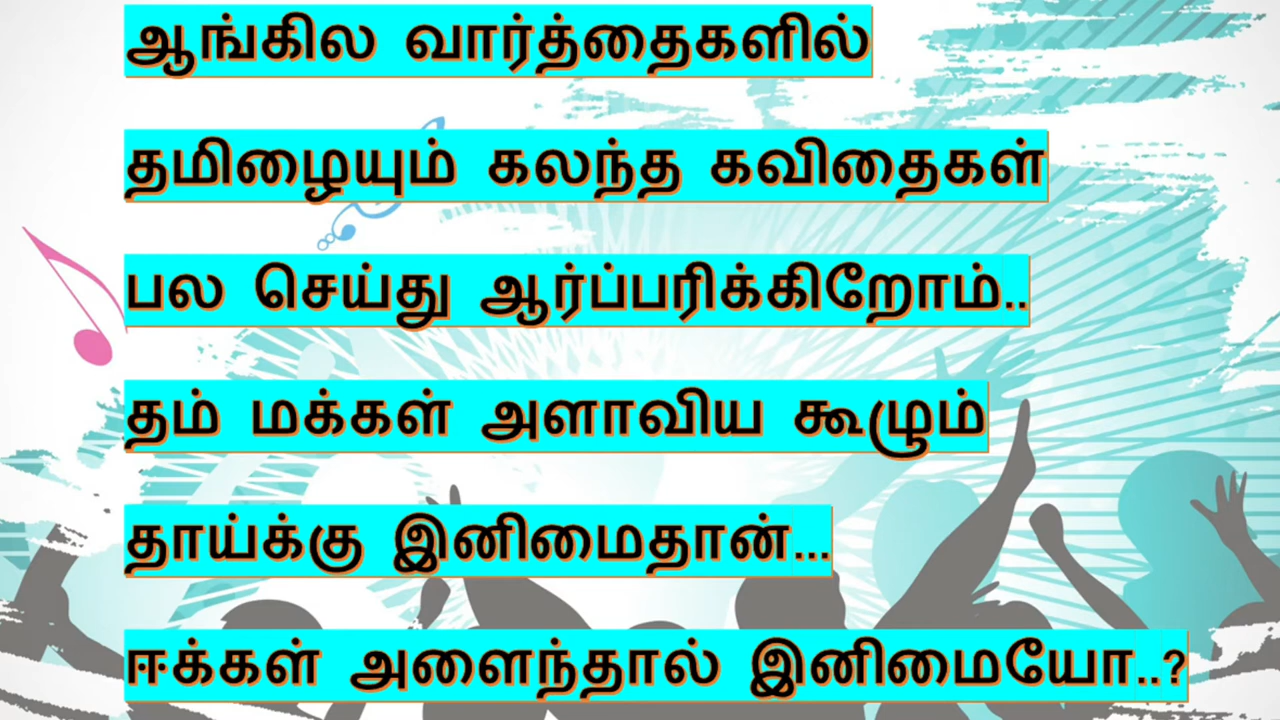 ஆங்கில வார்த்தைகளில்
தமிழையும் கலந்த கவிதைகள்
பல செய்து ஆர்ப்பரிக்கிறோம்..
தம் மக்கள் அளாவிய கூழும்
தாய்க்கு இனிமைதான்...
ஈக்கள் அளைந்தால் இனிமையோ..?